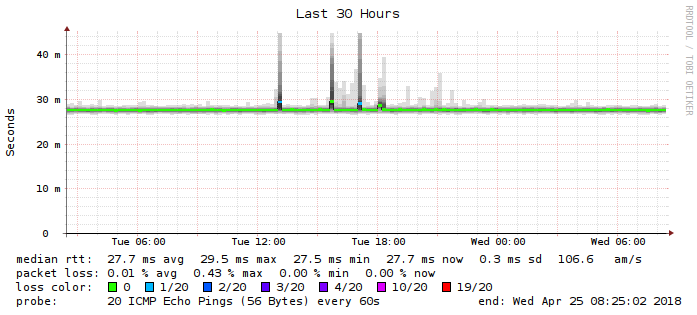 Last 30 Hours
RRDTOOL / TOBI OETIKER
Seconds
40 m
30 m
20 m
10 m
0
Tue 06:00 Tue 12:00 Tue 18:00 Wed 00:00 Wed 06:00
median rtt: 27.7 ms avg 29.5 ms max 27.5 ms min 27.7 ms now 0.3 ms sd 106.6 am/s
packet loss: 0.01 % avg 0.43 % max 0.00 % min 0.00 % now
loss color: 0 1/20 2/20 3/20 4/20 10/20 19/20
probe: 20 ICMP Echo Pings (56 Bytes) every 60s end: Wed Apr 25 08:25:02 2018